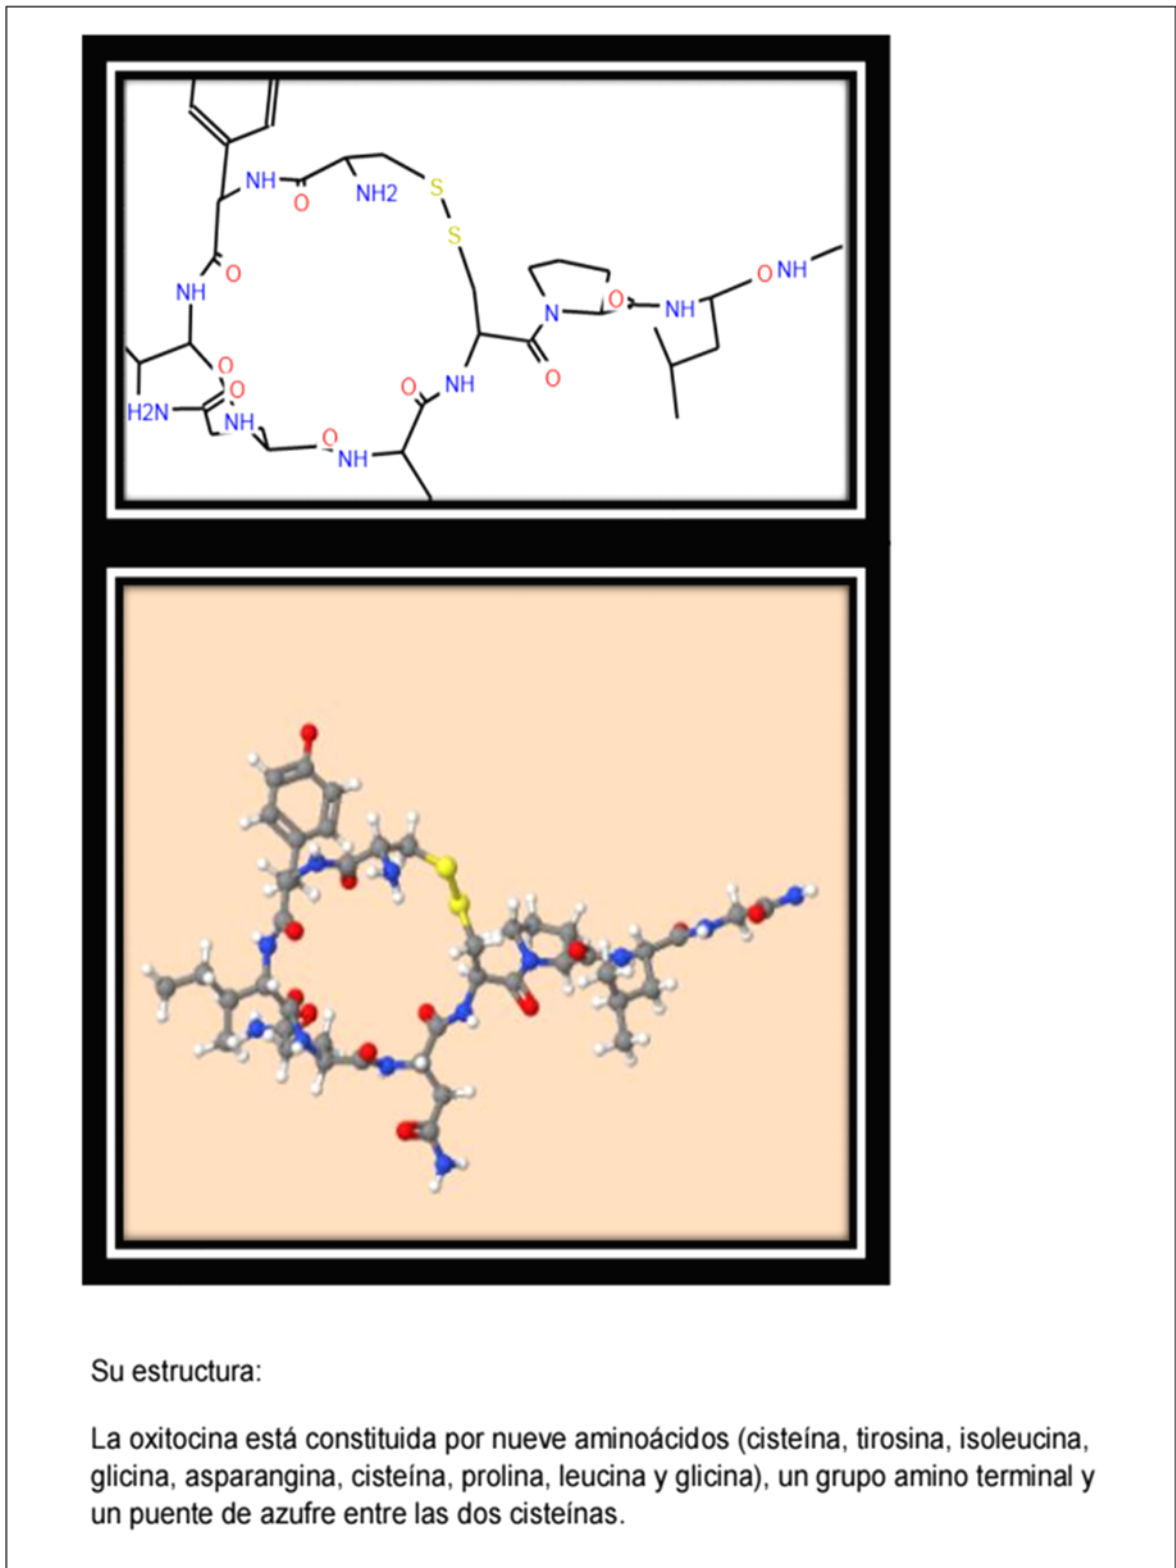 NH
O
NH2
S
S
O
NH
O
NH
N
O
NH
O
O
O
H2N
NH
O
NH
O
NH
O
Su estructura:
La oxitocina está constituida por nueve aminoácidos (cisteína, tirosina, isoleucina,
glicina, asparangina, cisteína, prolina, leucina y glicina), un grupo amino terminal y
un puente de azufre entre las dos cisteínas.